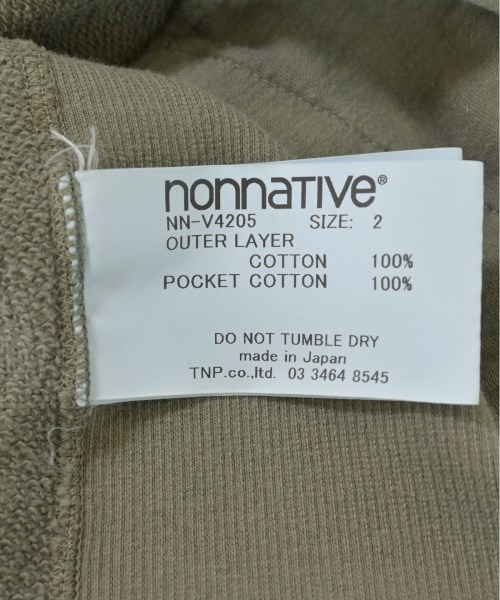 nonnative®
NN-V4205 SIZE: 2
OUTER LAYER
COTTON 100%
POCKET COTTON 100%
DO NOT TUMBLE DRY
made in Japan
TNP.co.,ltd. 03 3464 8545